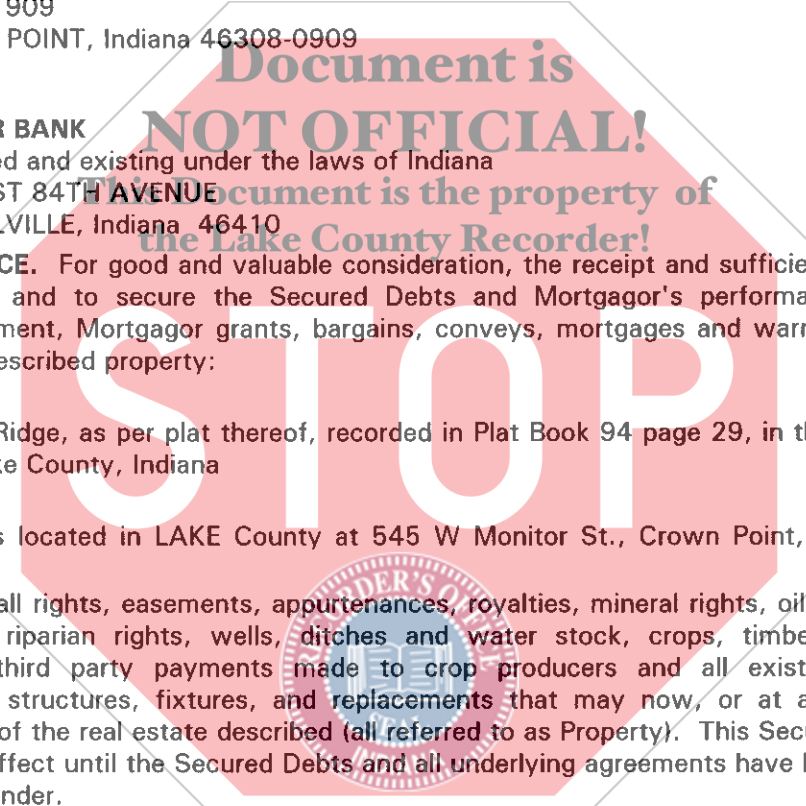 909
POINT, Indiana 46308-0909
Document is
R BANK
NOT OFFICIAL!
ed and existing under the laws of Indiana
ST 84TH AVENUE
This Document is the property of
LVILLE, Indiana 46410
the Lake County Recorder!
CE. For good and valuable consideration, the receipt and sufficie
and to secure the Secured Debts and Mortgagor's performa
ment, Mortgagor grants, bargains, conveys, mortgages and warr
escribed property:
STOP
Ridge, as per plat thereof, recorded in Plat Book 94 page 29, in th
ke County, Indiana
s located in LAKE County at 545 W Monitor St., Crown Point,
all rights, easements, appurtenances, royalties, mineral rights, oil
riparian rights, wells, ditches and water stock, crops, timbe
third party payments made to crop producers and all exist
structures, fixtures, and replacements that may now, or at a
of the real estate described (all referred to as Property). This Secu
ffect until the Secured Debts and all underlying agreements have b
nder.
RECORDER'S OFFICE
SEAL
INDIANA